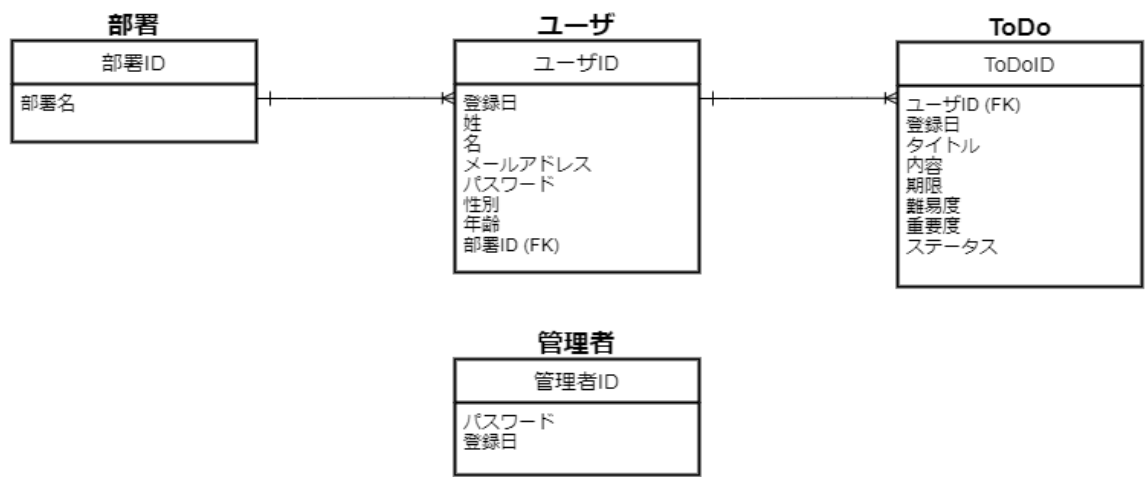 部署
部署ID
部署名
ユーザ
ユーザID
登録日
姓
名
メールアドレス
パスワード
性別
年齢
部署ID (FK)
ToDo
ToDoID
ユーザID (FK)
登録日
タイトル
内容
期限
難易度
重要度
ステータス
管理者
管理者ID
パスワード
登録日